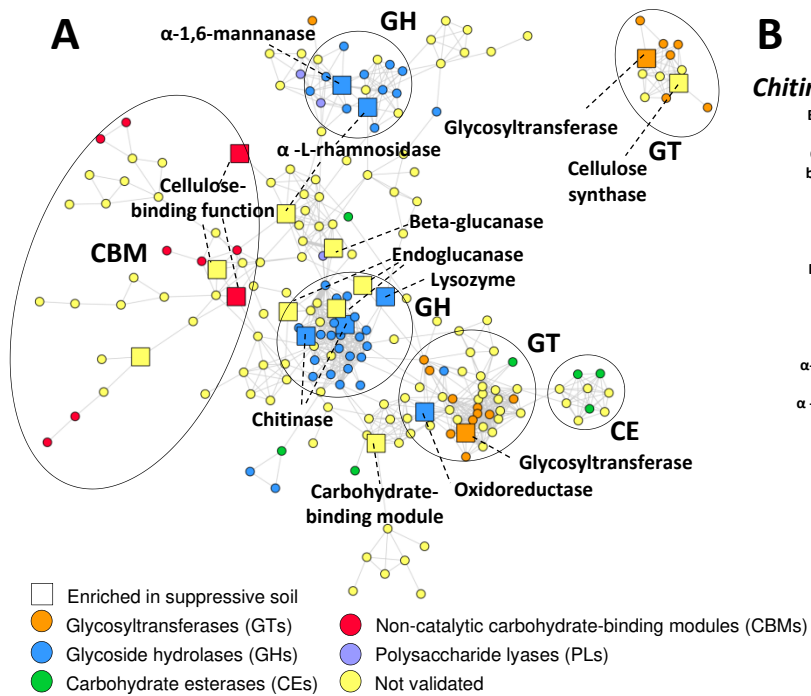 A
GH
B
α-1,6-mannanase
Chitin
Glycosyltransferase
GT
α -L-rhamnosidase
Cellulose
synthase
Cellulose-
binding function
Beta-glucanase
CBM
Endoglucanase
Lysozyme
GH
GT
α-
α -
Chitinase
CE
Glycosyltransferase
Oxidoreductase
Carbohydrate-
binding module
Enriched in suppressive soil
Glycosyltransferases (GTs)
Non-catalytic carbohydrate-binding modules (CBMs)
Glycoside hydrolases (GHs)
Polysaccharide lyases (PLs)
Carbohydrate esterases (CEs)
Not validated